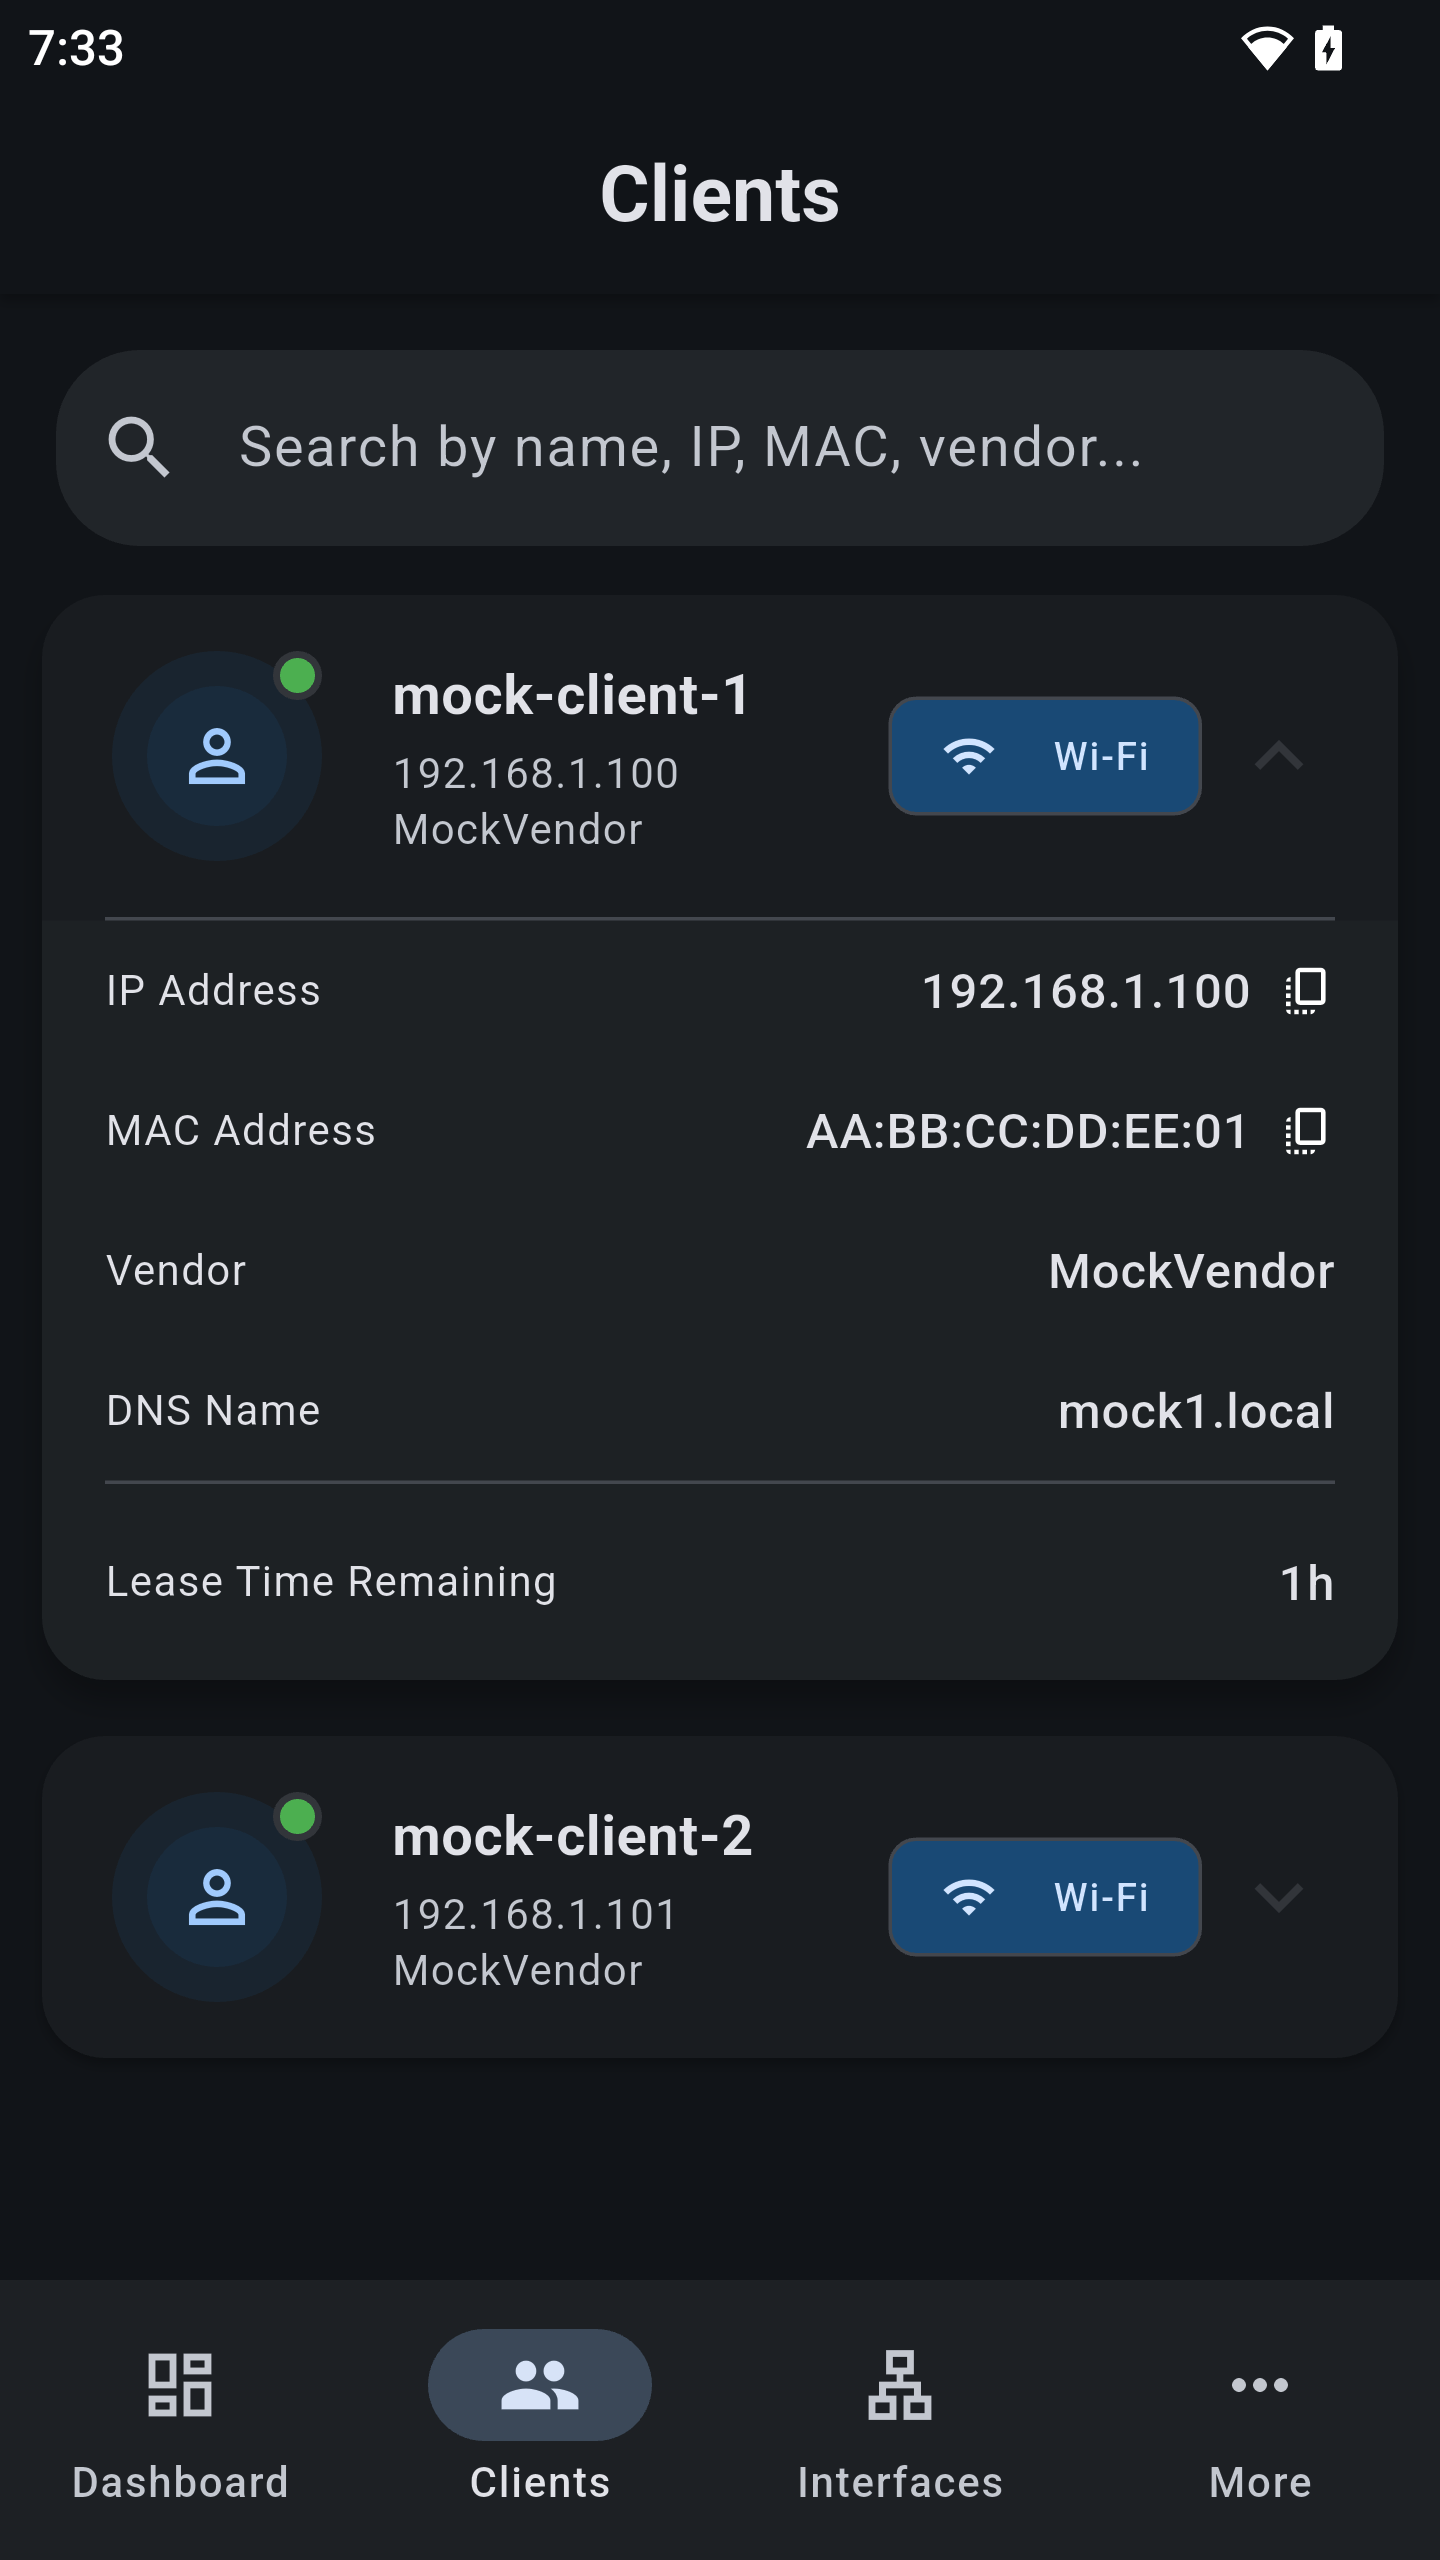 7:33
Clients
Search by name, IP, MAC, vendor...
mock-client-1
192.168.1.100
MockVendor
Wi-Fi
IP Address 192.168.1.100
MAC Address AA:BB:CC:DD:EE:01
Vendor MockVendor
DNS Name mock1.local
Lease Time Remaining 1h
mock-client-2
192.168.1.101
MockVendor
Wi-Fi
Dashboard Clients Interfaces More